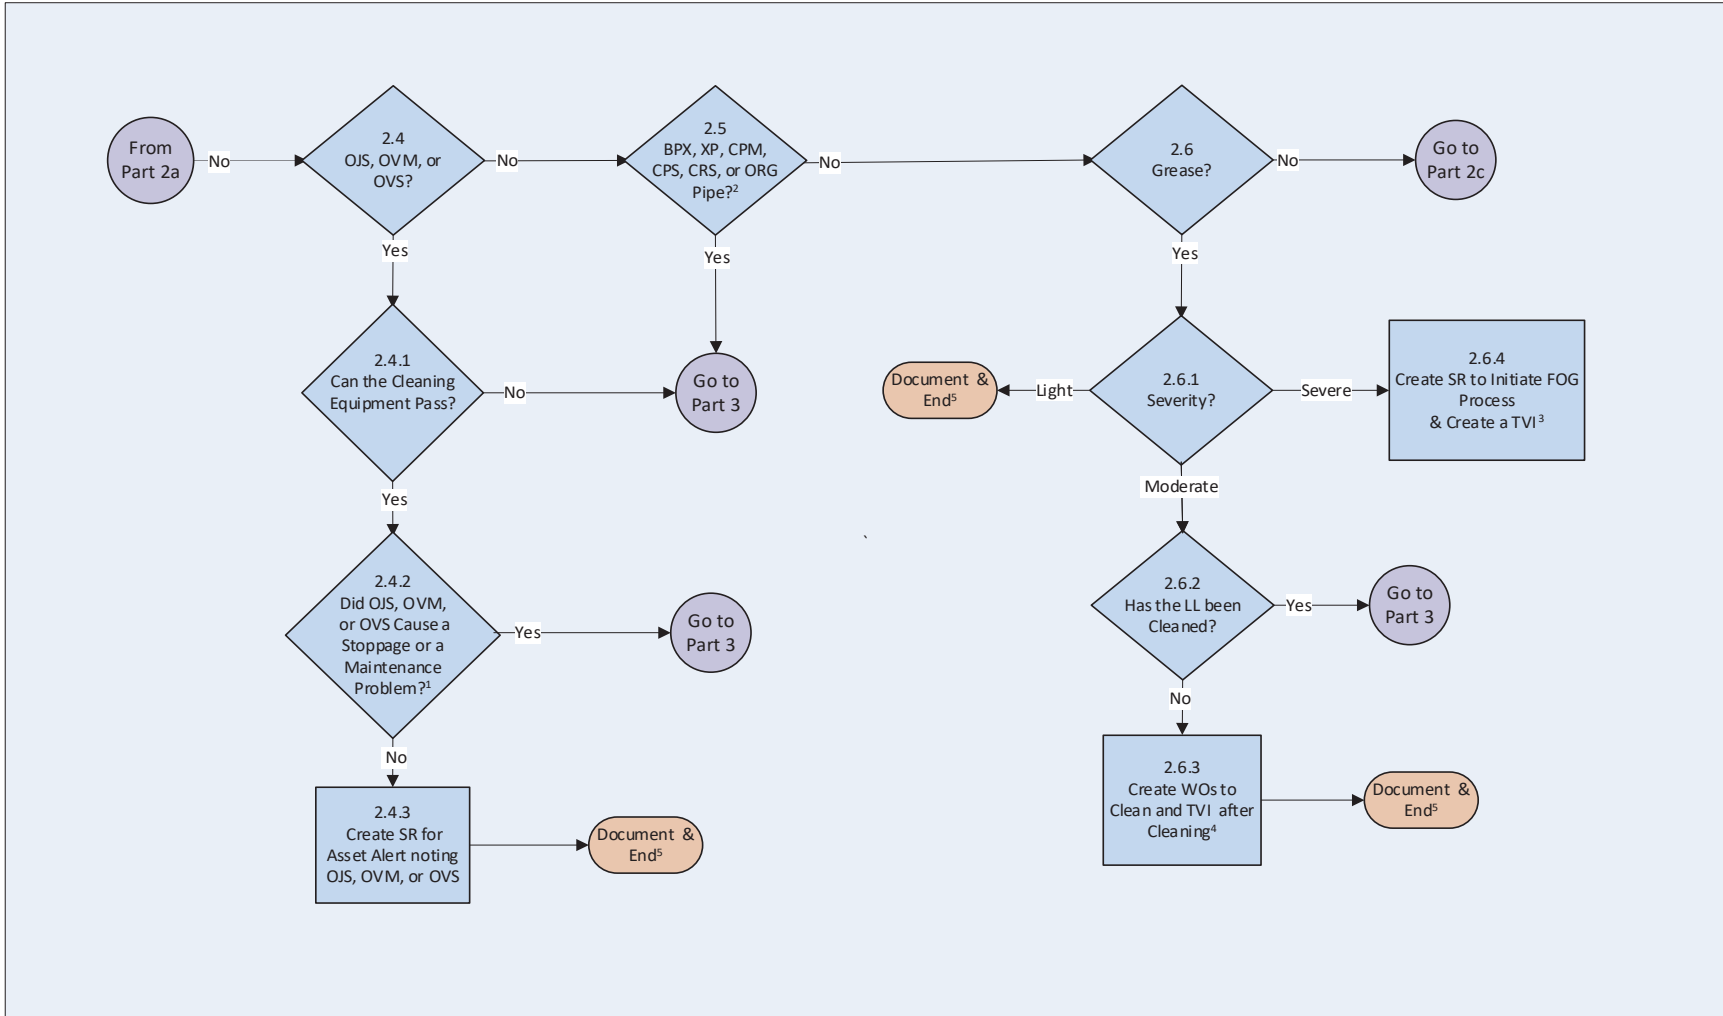 From
Part 2a
No
2.4
OJS, OVM, or
OVS?
No
2.5
BPX, XP, CPM,
CPS, CRS, or ORG
Pipe?²
No
2.6
Grease?
No
Go to
Part 2c
Yes
Yes
Yes
2.4.1
Can the Cleaning
Equipment Pass?
No
Go to
Part 3
Document &
End⁵
Light
2.6.1
Severity?
Severe
2.6.4
Create SR to Initiate FOG
Process
& Create a TVI ³
Yes
Moderate
2.4.2
Did OJS, OVM,
or OVS Cause a
Stoppage or a
Maintenance
Problem?¹
Yes
Go to
Part 3
2.6.2
Has the LL been
Cleaned?
Yes
Go to
Part 3
No
No
2.4.3
Create SR for
Asset Alert noting
OJS, OVM, or OVS
Document &
End⁵
2.6.3
Create WOs to
Clean and TVI after
Cleaning⁴
Document &
End⁵